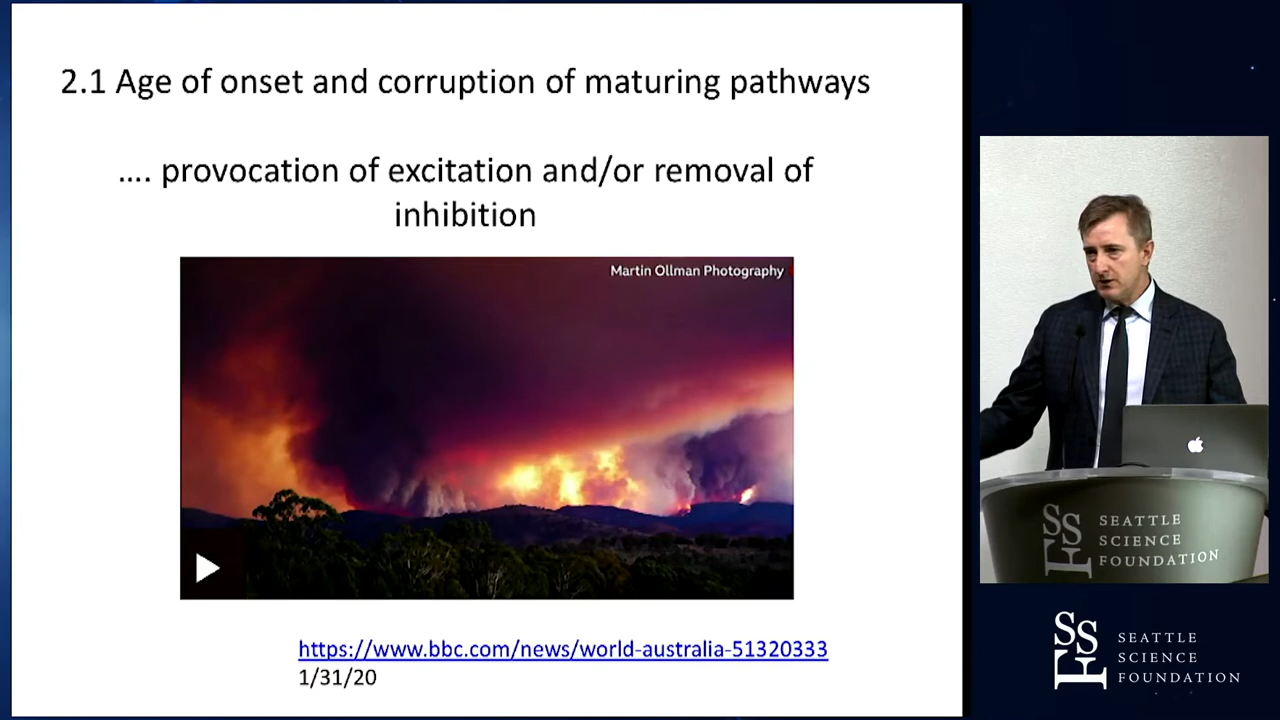 2.1 Age of onset and corruption of maturing pathways
.... provocation of excitation and/or removal of
inhibition
Martin Ollman Photography
https://www.bbc.com/news/world-australia-51320333
1/31/20
SSF
SEATTLE
SCIENCE
FOUNDATION
SSF
SEATTLE
SCIENCE
FOUNDATION